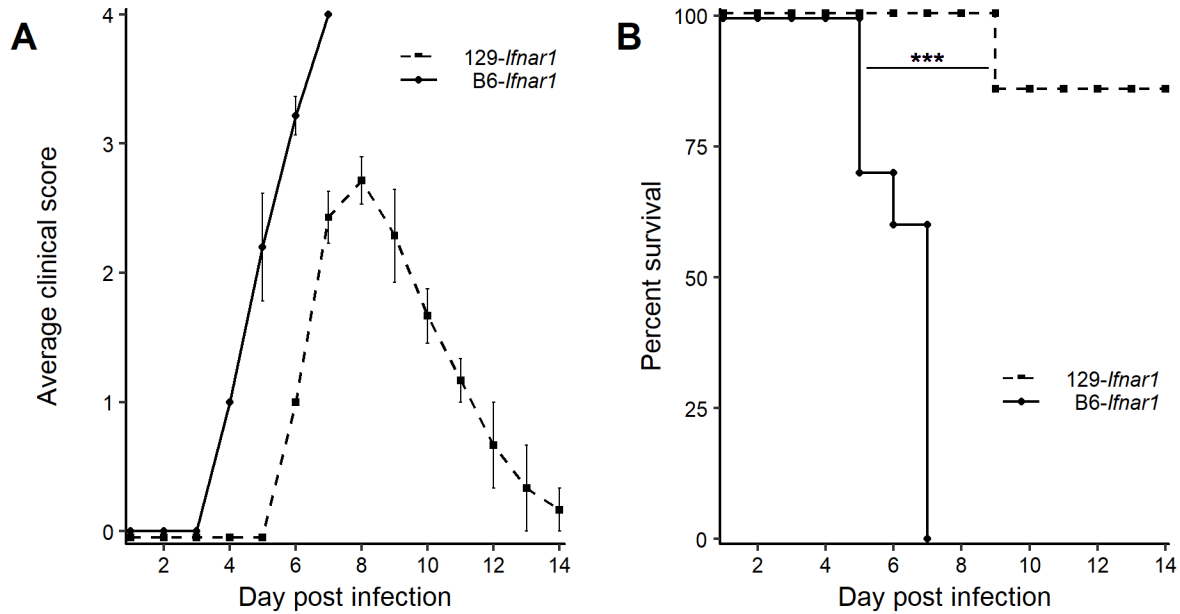 A
4
3
2
1
0
Average clinical score
2 4 6 8 10 12 14
Day post infection
129-Ifnar1
B6-Ifnar1
B
100
75
50
25
0
Percent survival
***
129-Ifnar1
B6-Ifnar1
2 4 6 8 10 12 14
Day post infection